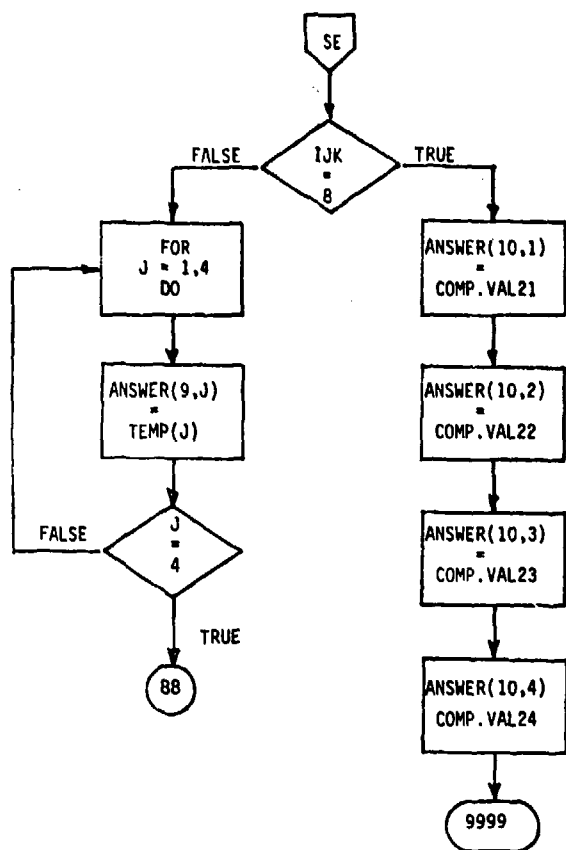 SE
IJK
=
8
FALSE
TRUE
FOR
J = 1,4
DO
ANSWER(9,J)
=
TEMP(J)
J
=
4
FALSE
TRUE
88
ANSWER(10,1)
=
COMP.VAL21
ANSWER(10,2)
=
COMP.VAL22
ANSWER(10,3)
=
COMP.VAL23
ANSWER(10,4)
COMP.VAL24
9999